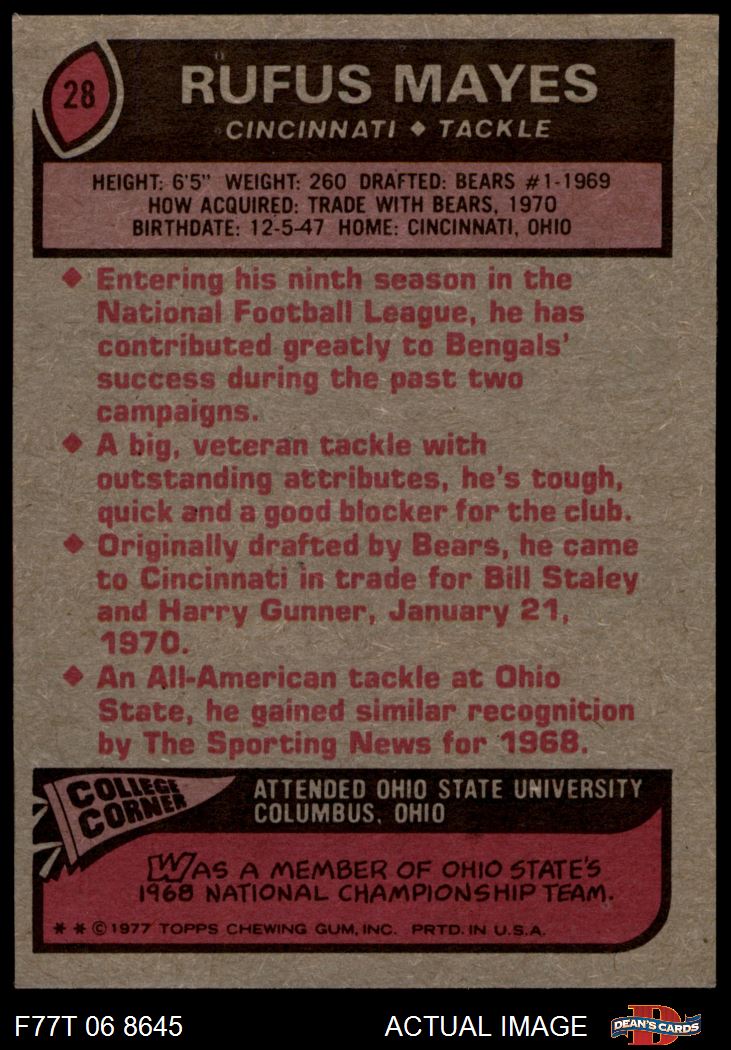 28
RUFUS MAYES
CINCINNATI ◆ TACKLE
HEIGHT: 6'5" WEIGHT: 260 DRAFTED: BEARS #1-1969
HOW ACQUIRED: TRADE WITH BEARS, 1970
BIRTHDATE: 12-5-47 HOME: CINCINNATI, OHIO
◆ Entering his ninth season in the
National Football League, he has
contributed greatly to Bengals'
success during the past two
campaigns.
◆ A big, veteran tackle with
outstanding attributes, he's tough,
quick and a good blocker for the club.
◆ Originally drafted by Bears, he came
to Cincinnati in trade for Bill Staley
and Harry Gunner, January 21,
1970.
◆ An All-American tackle at Ohio
State, he gained similar recognition
by The Sporting News for 1968.
COLLEGE
CORNER
ATTENDED OHIO STATE UNIVERSITY
COLUMBUS, OHIO
WAS A MEMBER OF OHIO STATE'S
1968 NATIONAL CHAMPIONSHIP TEAM.
* * © 1977 TOPPS CHEWING GUM, INC. PRTD. IN U.S.A.
F77T 06 8645 ACTUAL IMAGE
D
DEAN'S CARDS